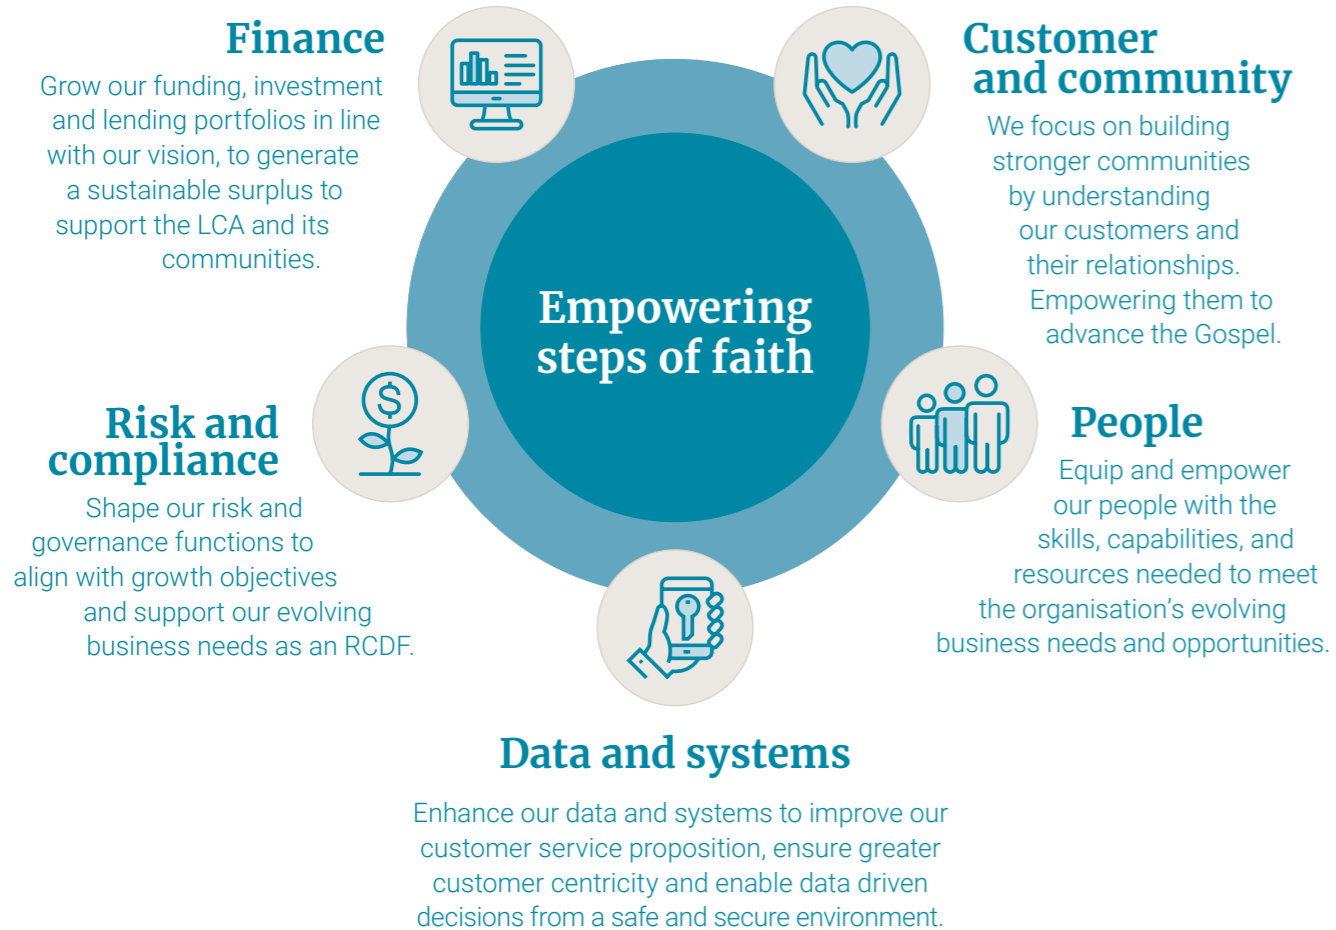 Finance
Grow our funding, investment
and lending portfolios in line
with our vision, to generate
a sustainable surplus to
support the LCA and its
communities.
Customer
and community
We focus on building
stronger communities
by understanding
our customers and
their relationships.
Empowering them to
advance the Gospel.
Empowering
steps of faith
Risk and
compliance
Shape our risk and
governance functions to
align with growth objectives
and support our evolving
business needs as an RCDF.
$
People
Equip and empower
our people with the
skills, capabilities, and
resources needed to meet
the organisation's evolving
business needs and opportunities.
Data and systems
Enhance our data and systems to improve our
customer service proposition, ensure greater
customer centricity and enable data driven
decisions from a safe and secure environment.